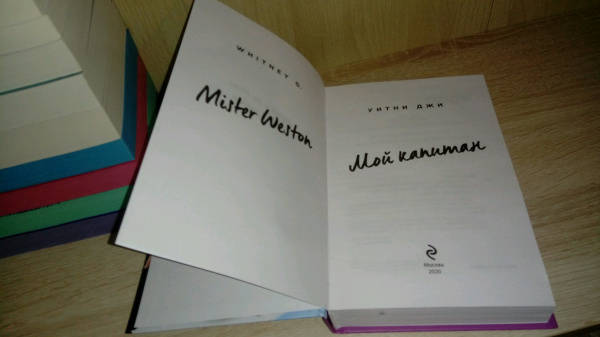 WHITNEY G.
Mister Weston
УИТНИ ДЖИ
Мой капитан
Москва
2020